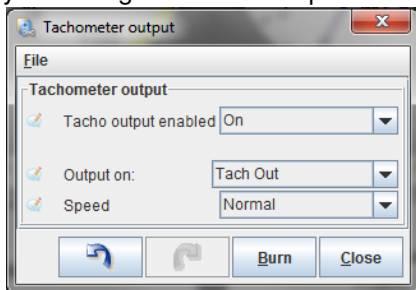 Tachometer output
File
Tachometer output
Tacho output enabled On
Output on: Tach Out
Speed Normal
Burn Close